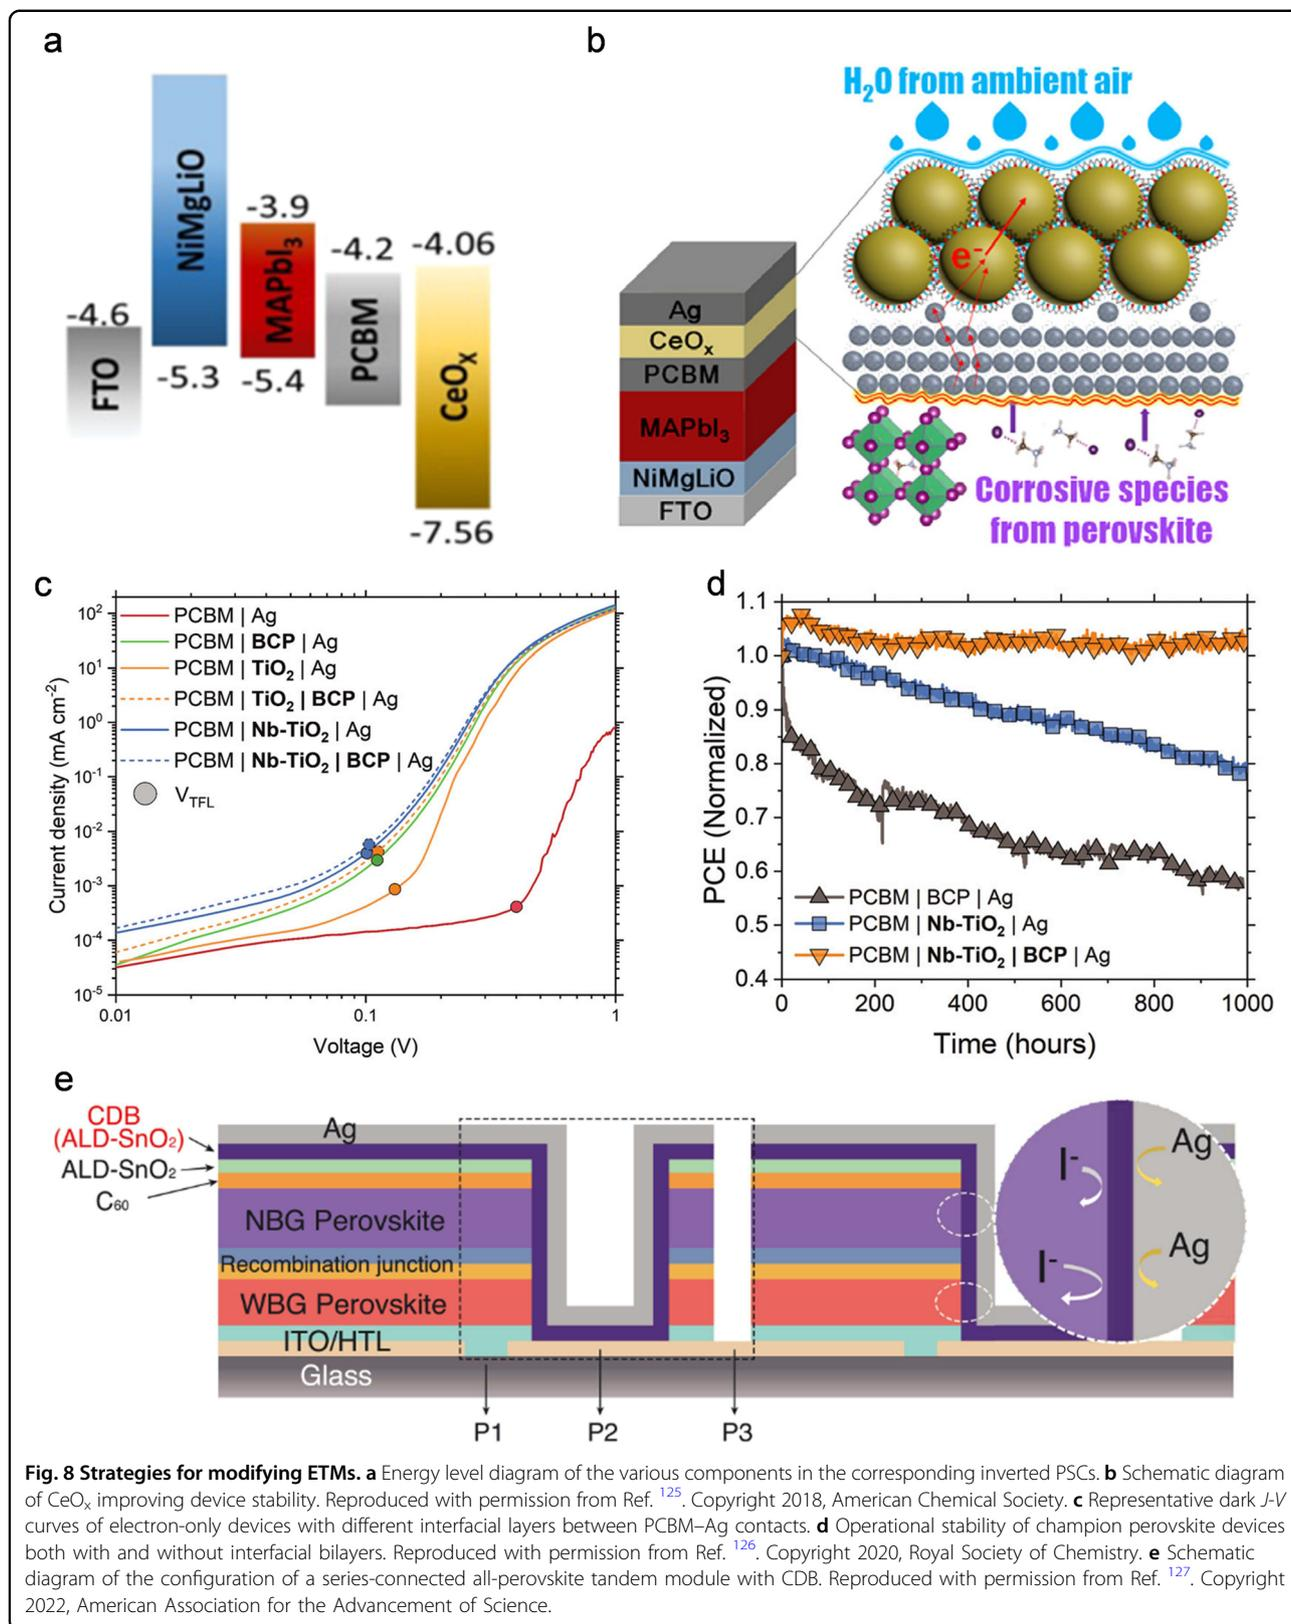 a
NiMgLiO
-3.9
-4.2
-4.06
-4.6
FTO
MAPbI₃
PCBM
CeOₓ
-5.3
-5.4
-7.56
b
H₂O from ambient air
e⁻
Ag
CeOₓ
PCBM
MAPbI₃
NiMgLiO
FTO
Corrosive species
from perovskite
c
PCBM | Ag
PCBM | BCP | Ag
PCBM | TiO₂ | Ag
PCBM | TiO₂ | BCP | Ag
PCBM | Nb-TiO₂ | Ag
PCBM | Nb-TiO₂ | BCP | Ag
V_TFL
Current density (mA cm⁻²)
10²
10¹
10⁰
10⁻¹
10⁻²
10⁻³
10⁻⁴
10⁻⁵
0.01 0.1 1
Voltage (V)
d
PCE (Normalized)
1.1
1.0
0.9
0.8
0.7
0.6
0.5
0.4
PCBM | BCP | Ag
PCBM | Nb-TiO₂ | Ag
PCBM | Nb-TiO₂ | BCP | Ag
0 200 400 600 800 1000
Time (hours)
e
CDB
(ALD-SnO₂)
ALD-SnO₂
C₆₀
Ag
NBG Perovskite
Recombination junction
WBG Perovskite
ITO/HTL
Glass
I⁻ Ag
I⁻ Ag
P1 P2 P3
Fig. 8 Strategies for modifying ETMs. a Energy level diagram of the various components in the corresponding inverted PSCs. b Schematic diagram
of CeOₓ improving device stability. Reproduced with permission from Ref. ¹²⁵. Copyright 2018, American Chemical Society. c Representative dark J-V
curves of electron-only devices with different interfacial layers between PCBM–Ag contacts. d Operational stability of champion perovskite devices
both with and without interfacial bilayers. Reproduced with permission from Ref. ¹²⁶. Copyright 2020, Royal Society of Chemistry. e Schematic
diagram of the configuration of a series-connected all-perovskite tandem module with CDB. Reproduced with permission from Ref. ¹²⁷. Copyright
2022, American Association for the Advancement of Science.